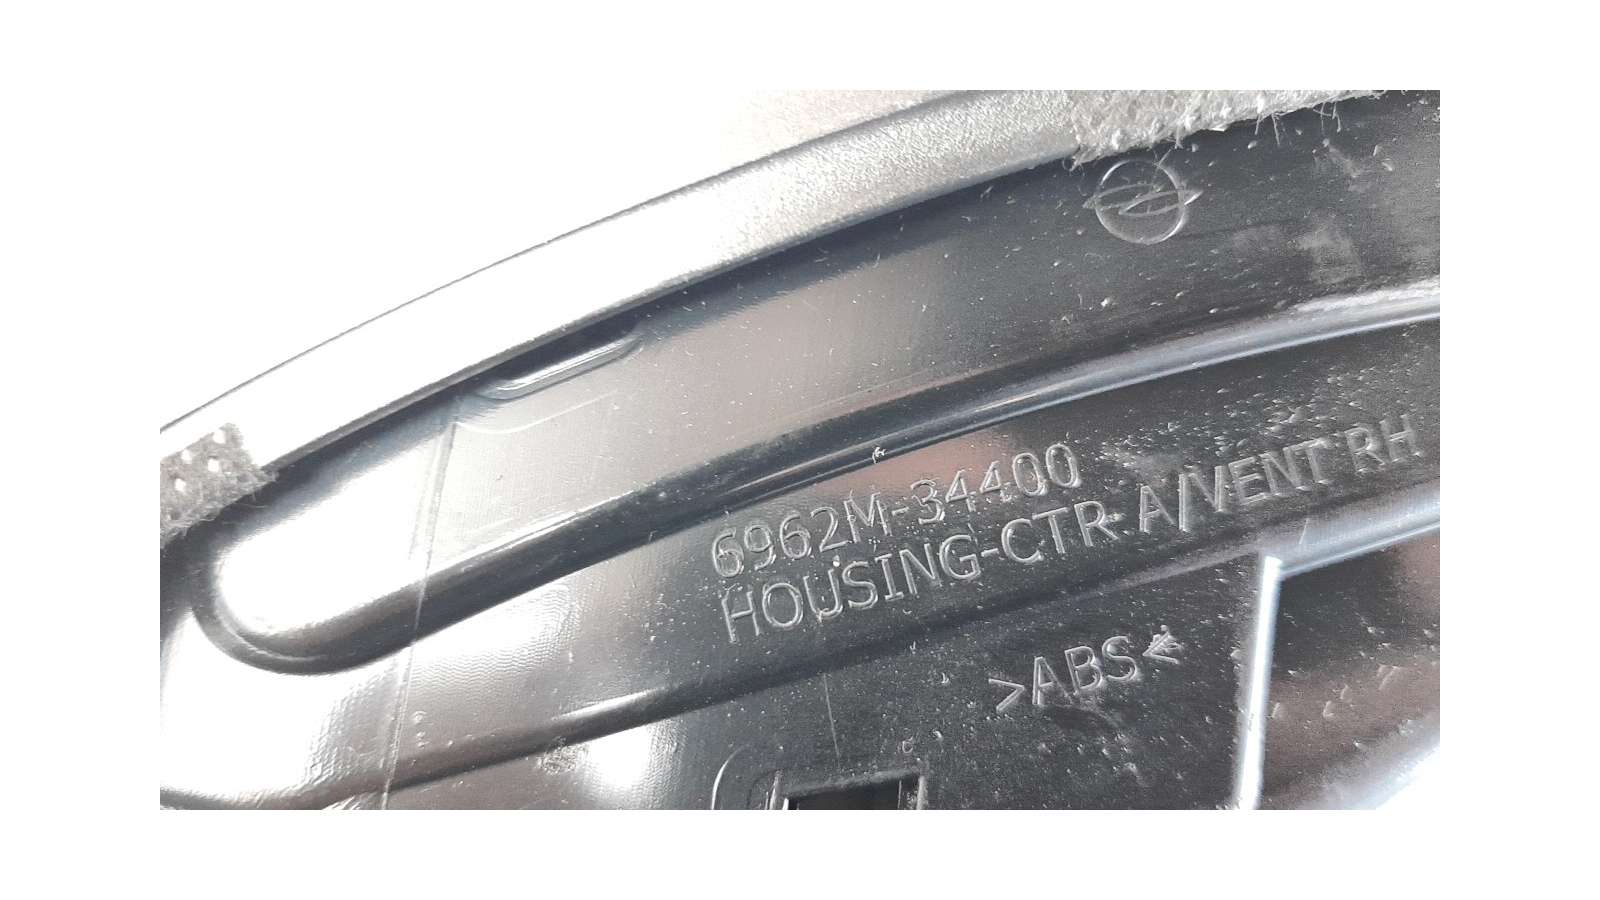 6962M-34400
HOUSING-CTR A/VENT RH
>ABS<